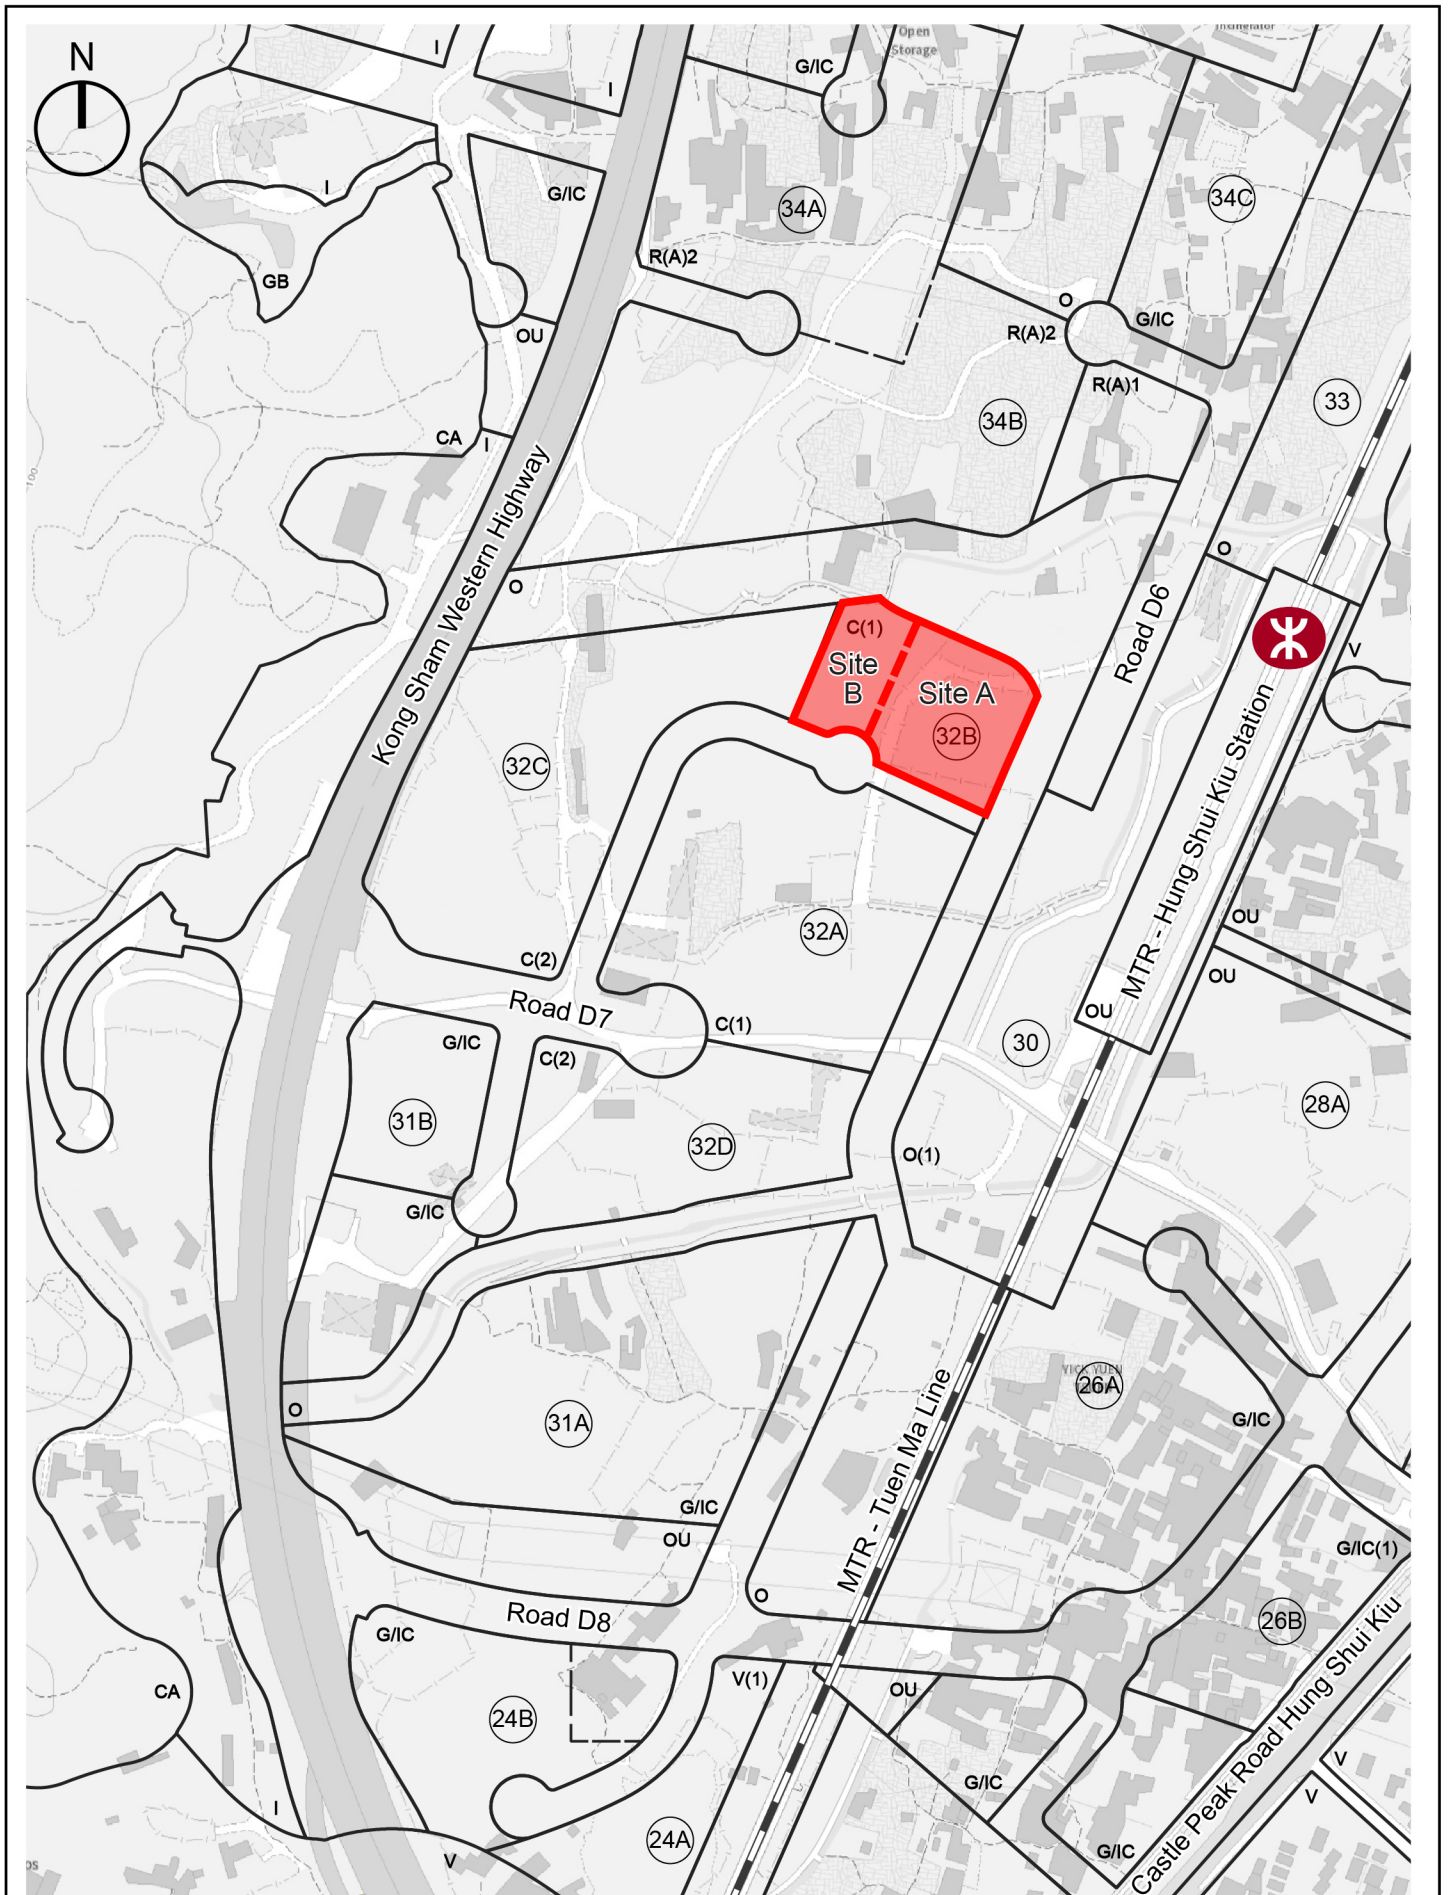 N
I
I
G/IC
Open
Storage
G/IC
34A
34C
I
GB
R(A)2
O
OU
R(A)2
G/IC
R(A)1
33
34B
CA
I
Kong Sham Western Highway
O
O
Road D6
C(1)
Site
B
Site A
32B
V
32C
MTR - Hung Shui Kiu Station
OU
OU
32A
C(2)
Road D7
C(1)
OU
30
G/IC
C(2)
28A
31B
32D
O(1)
G/IC
26A
O
31A
G/IC
MTR - Tuen Ma Line
G/IC
OU
G/IC(1)
O
Road D8
G/IC
26B
CA
V(1)
OU
24B
Castle Peak Road Hung Shui Kiu
V
V
G/IC
I
24A
V
G/IC